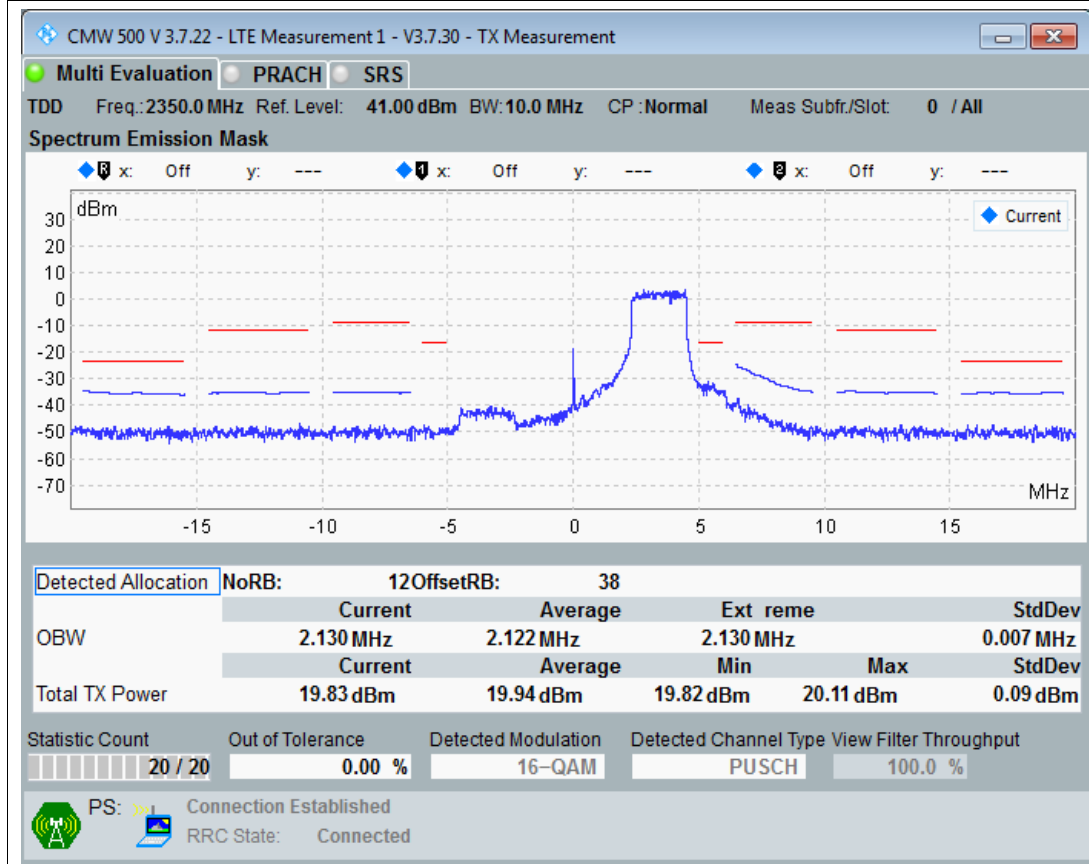 CMW 500 V 3.7.22 - LTE Measurement 1 - V3.7.30 - TX Measurement
Multi Evaluation PRACH SRS
TDD Freq.: 2350.0 MHz Ref. Level: 41.00 dBm BW: 10.0 MHz CP : Normal Meas Subfr./Slot: 0 / All
Spectrum Emission Mask
R x: Off y: --- 1 x: Off y: --- 2 x: Off y: ---
dBm
Current
30
20
10
0
-10
-20
-30
-40
-50
-60
-70
MHz
-15 -10 -5 0 5 10 15
Detected Allocation NoRB: 12 OffsetRB: 38
Current Average Ext reme StdDev
OBW 2.130 MHz 2.122 MHz 2.130 MHz 0.007 MHz
Current Average Min Max StdDev
Total TX Power 19.83 dBm 19.94 dBm 19.82 dBm 20.11 dBm 0.09 dBm
Statistic Count Out of Tolerance Detected Modulation Detected Channel Type View Filter Throughput
20 / 20 0.00 % 16-QAM PUSCH 100.0 %
PS: Connection Established
RRC State: Connected